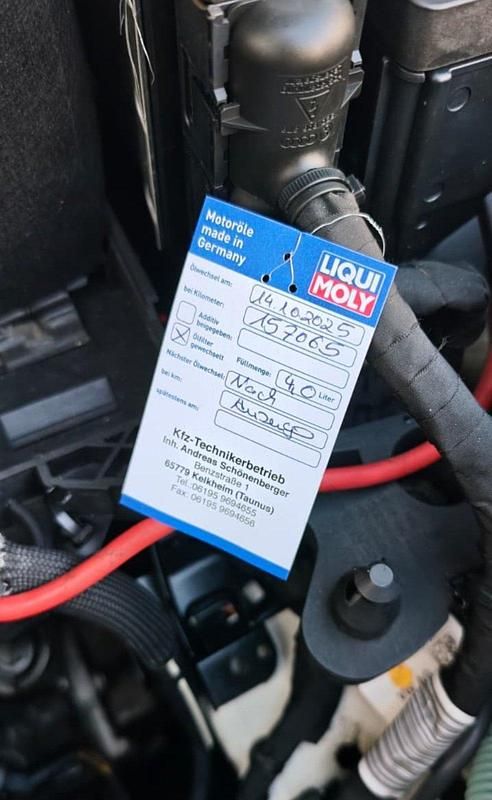 Motoröle
made in
Germany
LIQUI
MOLY
Ölwechsel am: 14.10.2025
bei Kilometer: 157065
Additiv
beigegeben:
Ölfilter
gewechselt
Füllmenge: 4,0 Liter
Nächster Ölwechsel, Nach
bei km: Anzeige
spätestens am:
Kfz-Technikerbetrieb
Inh. Andreas Schönenberger
Benzstraße 1
65779 Kelkheim (Taunus)
Tel.:06195 9694655
Fax: 06195 9694656